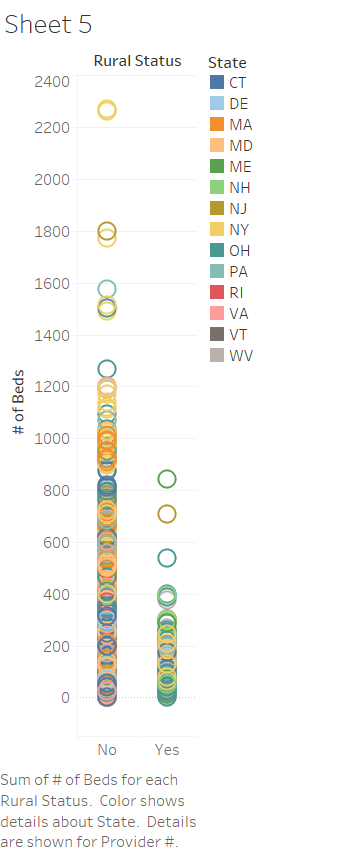 Sheet 5
Rural Status
State
CT
DE
MA
MD
ME
NH
NJ
NY
OH
PA
RI
VA
VT
WV
# of Beds
2400
2200
2000
1800
1600
1400
1200
1000
800
600
400
200
0
No Yes
Sum of # of Beds for each
Rural Status. Color shows
details about State. Details
are shown for Provider #.